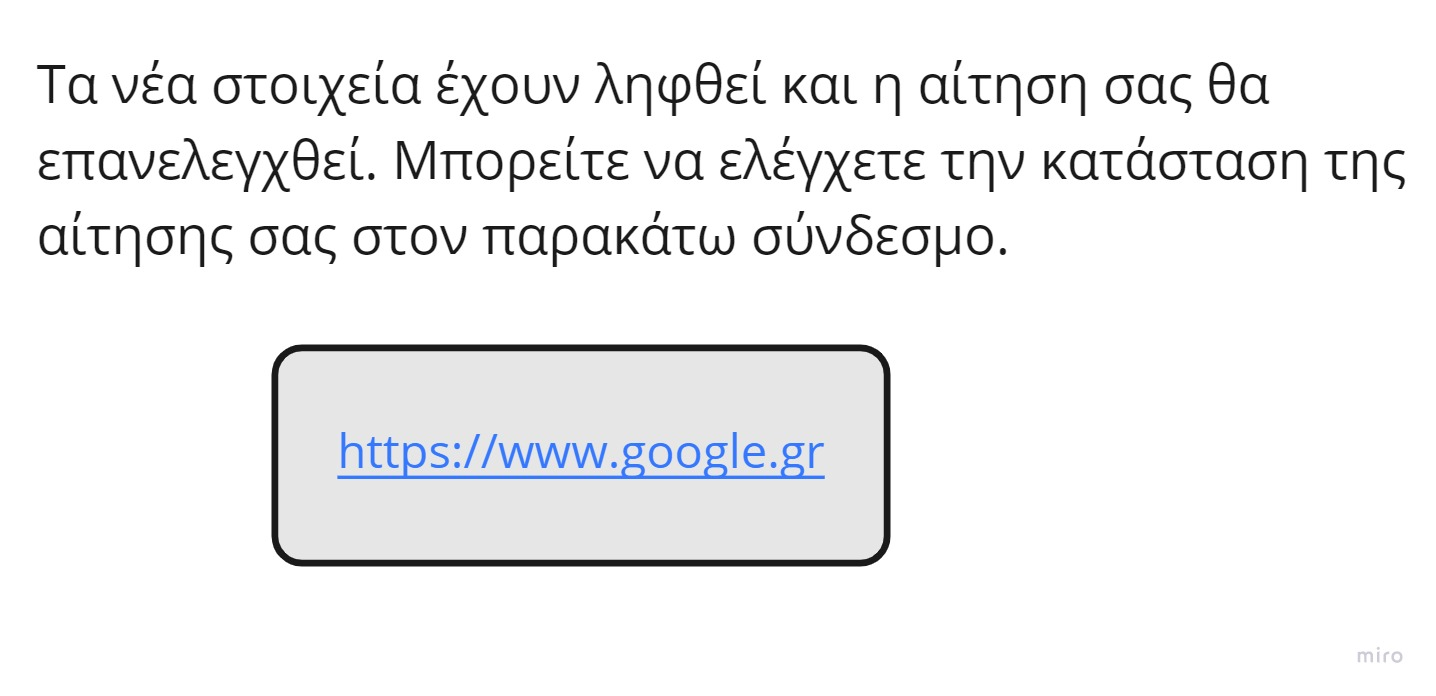 Τα νέα στοιχεία έχουν ληφθεί και η αίτηση σας θα
επανελεγχθεί. Μπορείτε να ελέγχετε την κατάσταση της
αίτησης σας στον παρακάτω σύνδεσμο.
https://www.google.gr
miro